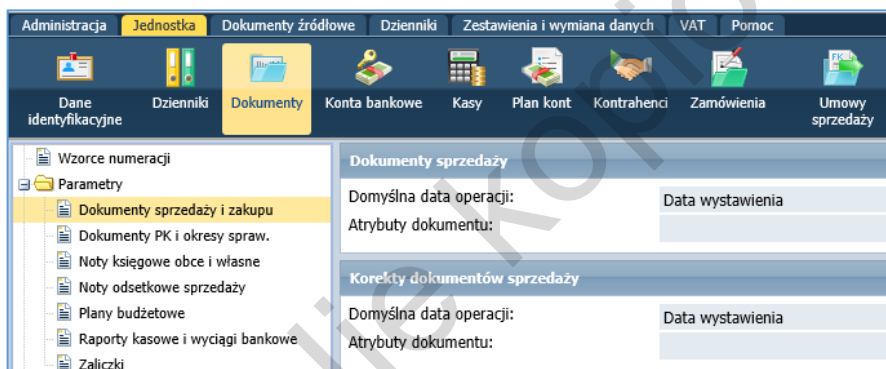 Administracja Jednostka Dokumenty źródłowe Dzienniki Zestawienia i wymiana danych VAT Pomoc
Dane identyfikacyjne
Dzienniki
Dokumenty
Konta bankowe
Kasy
Plan kont
Kontrahenci
Zamówienia
FK
Umowy sprzedaży
Wzorce numeracji
Parametry
Dokumenty sprzedaży i zakupu
Dokumenty PK i okresy spraw.
Noty księgowe obce i własne
Noty odsetkowe sprzedaży
Plany budżetowe
Raporty kasowe i wyciągi bankowe
Zaliczki
Dokumenty sprzedaży
Domyślna data operacji: Data wystawienia
Atrybuty dokumentu:
Korekty dokumentów sprzedaży
Domyślna data operacji: Data wystawienia
Atrybuty dokumentu: